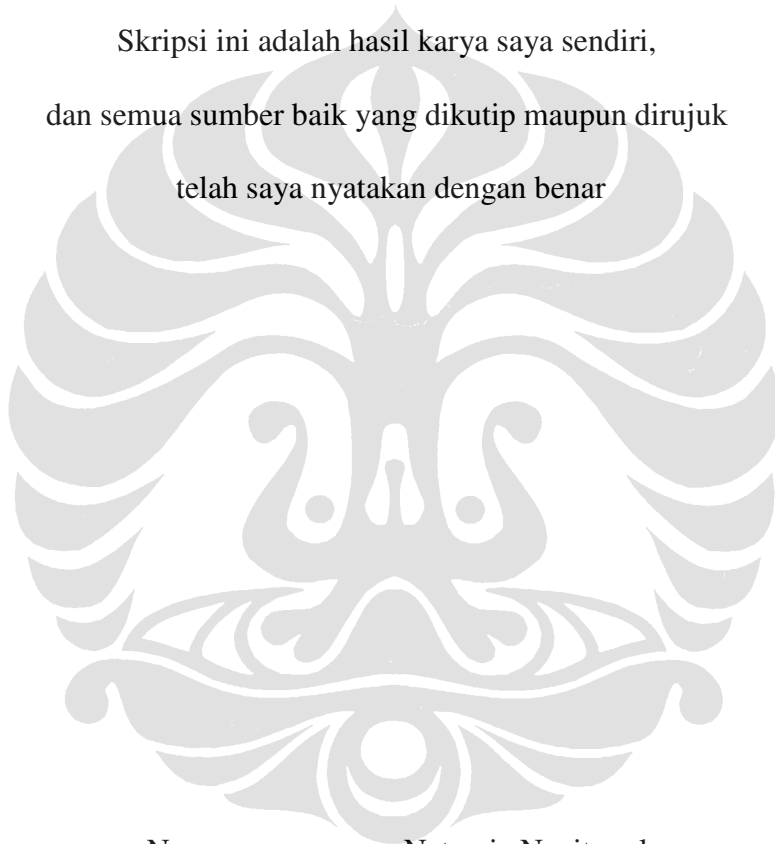 Skripsi ini adalah hasil karya saya sendiri,
dan semua sumber baik yang dikutip maupun dirujuk
telah saya nyatakan dengan benar